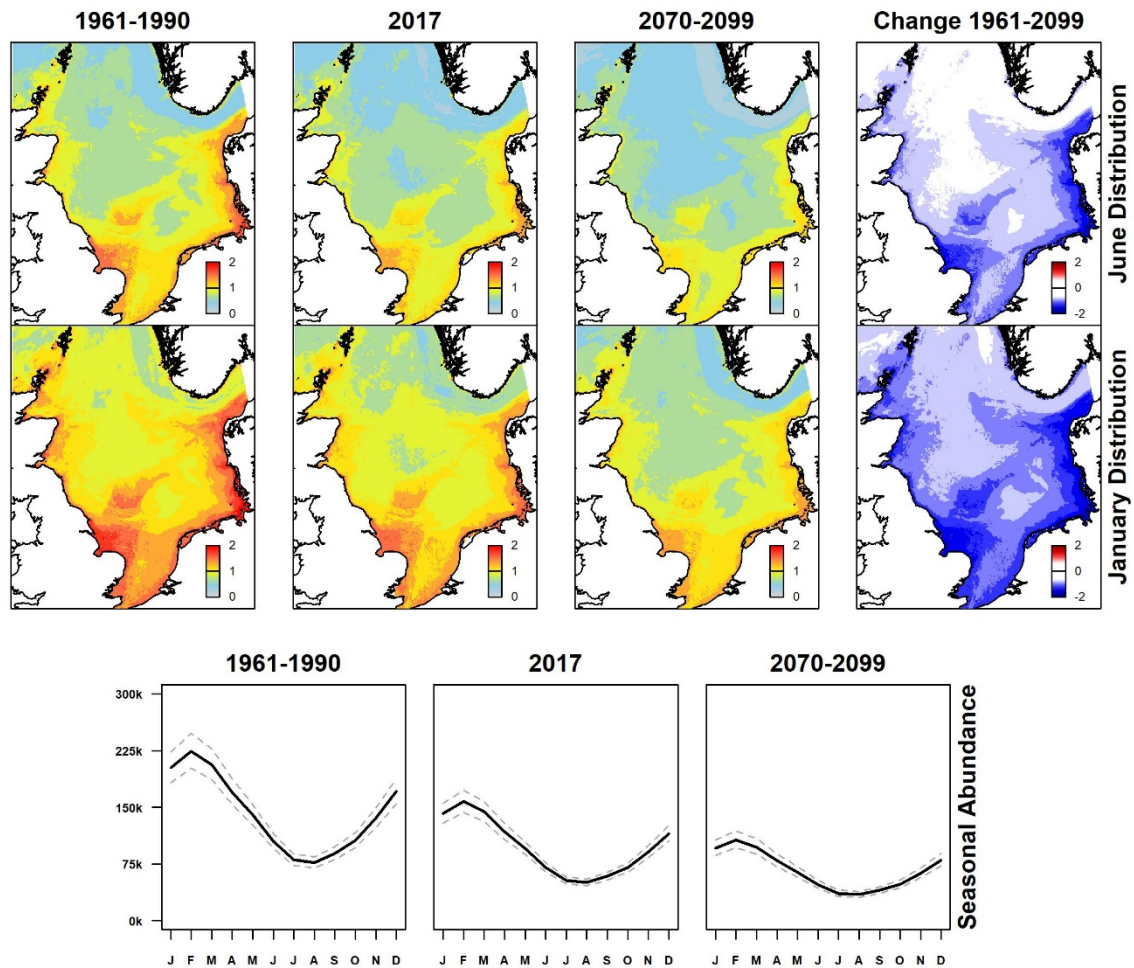 1961-1990 2017 2070-2099 Change 1961-2099
2 2 2 2
1 1 1 0
0 0 0 -2
June Distribution
2 2 2 2
1 1 1 0
0 0 0 -2
January Distribution
1961-1990 2017 2070-2099
300k
225k
150k
75k
0k
Seasonal Abundance
J F M A M J J A S O N D J F M A M J J A S O N D J F M A M J J A S O N D